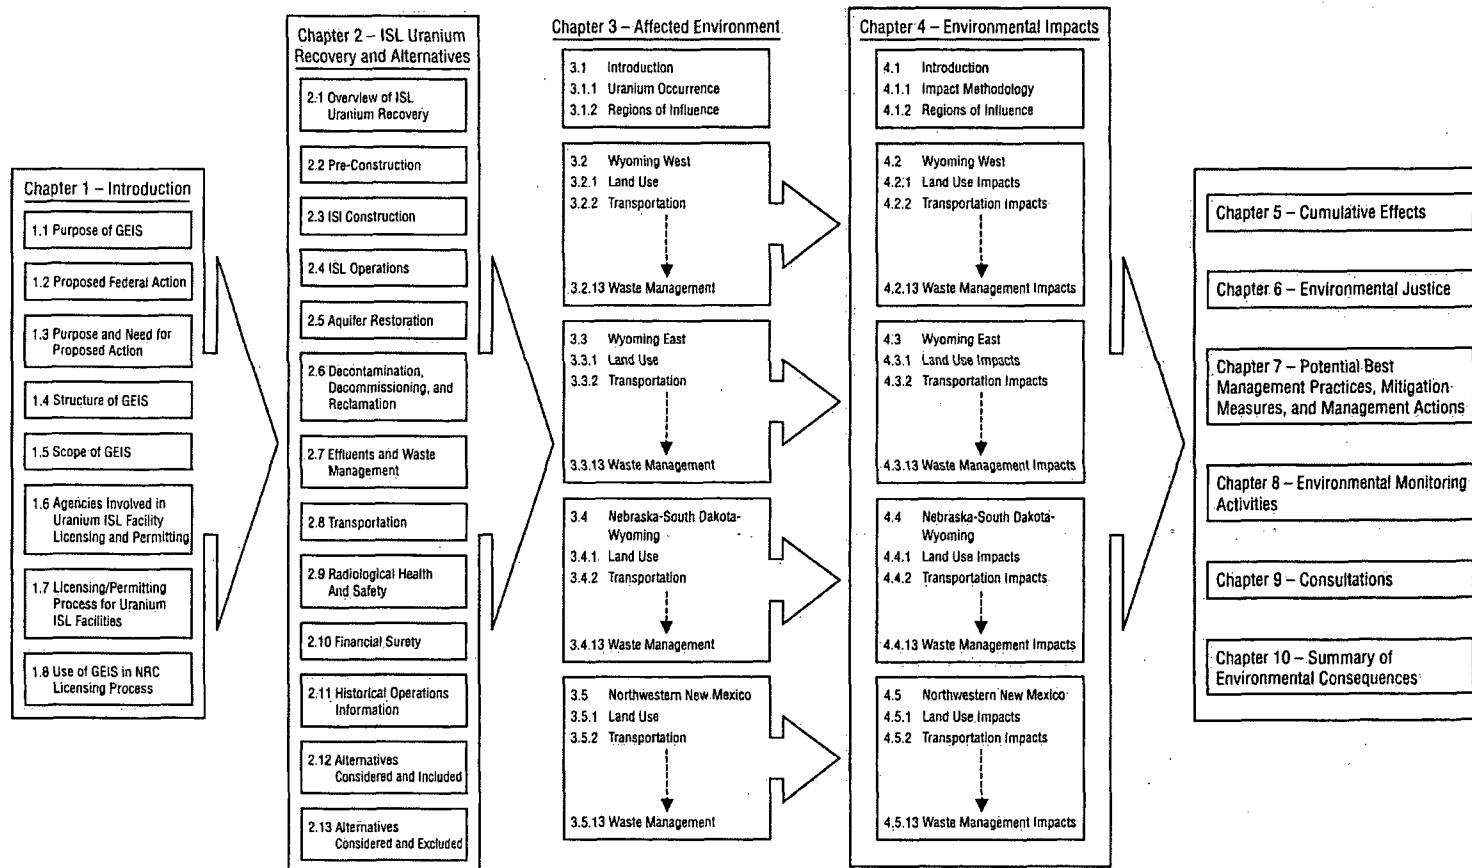 Chapter 1 – Introduction
1.1 Purpose of GEIS
1.2 Proposed Federal Action
1.3 Purpose and Need for
Proposed Action
1.4 Structure of GEIS
1.5 Scope of GEIS
1.6 Agencies Involved in
Uranium ISL Facility
Licensing and Permitting
1.7 Licensing/Permitting
Process for Uranium
ISL Facilities
1.8 Use of GEIS in NRC
Licensing Process
Chapter 2 – ISL Uranium
Recovery and Alternatives
2.1 Overview of ISL
Uranium Recovery
2.2 Pre-Construction
2.3 ISl Construction
2.4 ISL Operations
2.5 Aquifer Restoration
2.6 Decontamination,
Decommissioning, and
Reclamation
2.7 Effluents and Waste
Management
2.8 Transportation
2.9 Radiological Health
And Safety
2.10 Financial Surety
2.11 Historical Operations
Information
2.12 Alternatives
Considered and Included
2.13 Alternatives
Considered and Excluded
Chapter 3 – Affected Environment
3.1 Introduction
3.1.1 Uranium Occurrence
3.1.2 Regions of Influence
3.2 Wyoming West
3.2.1 Land Use
3.2.2 Transportation
3.2.13 Waste Management
3.3 Wyoming East
3.3.1 Land Use
3.3.2 Transportation
3.3.13 Waste Management
3.4 Nebraska-South Dakota-
Wyoming
3.4.1 Land Use
3.4.2 Transportation
3.4.13 Waste Management
3.5 Northwestern New Mexico
3.5.1 Land Use
3.5.2 Transportation
3.5.13 Waste Management
Chapter 4 – Environmental Impacts
4.1 Introduction
4.1.1 Impact Methodology
4.1.2 Regions of Influence
4.2 Wyoming West
4.2.1 Land Use Impacts
4.2.2 Transportation Impacts
4.2.13 Waste Management Impacts
4.3 Wyoming East
4.3.1 Land Use Impacts
4.3.2 Transportation Impacts
4.3.13 Waste Management Impacts
4.4 Nebraska-South Dakota-
Wyoming
4.4.1 Land Use Impacts
4.4.2 Transportation Impacts
4.4.13 Waste Management Impacts
4.5 Northwestern New Mexico
4.5.1 Land Use Impacts
4.5.2 Transportation Impacts
4.5.13 Waste Management Impacts
Chapter 5 – Cumulative Effects
Chapter 6 – Environmental Justice
Chapter 7 – Potential Best
Management Practices, Mitigation
Measures, and Management Actions
Chapter 8 – Environmental Monitoring
Activities
Chapter 9 – Consultations
Chapter 10 – Summary of
Environmental Consequences